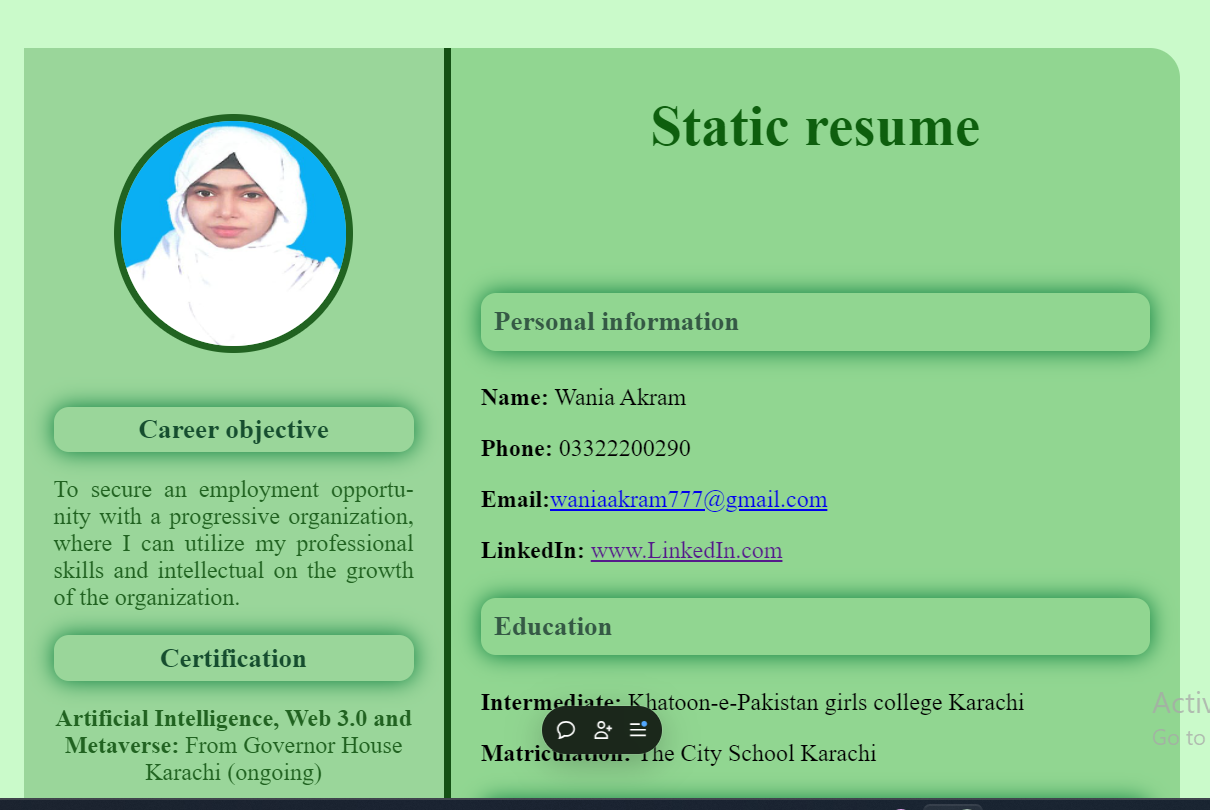 Static resume
Career objective
To secure an employment opportu-
nity with a progressive organization,
where I can utilize my professional
skills and intellectual on the growth
of the organization.
Certification
Artificial Intelligence, Web 3.0 and
Metaverse: From Governor House
Karachi (ongoing)
Personal information
Name: Wania Akram
Phone: 03322200290
Email:waniaakram777@gmail.com
LinkedIn: www.LinkedIn.com
Education
Intermediate: Khatoon-e-Pakistan girls college Karachi
Matriculation: The City School Karachi
Activ
Go to